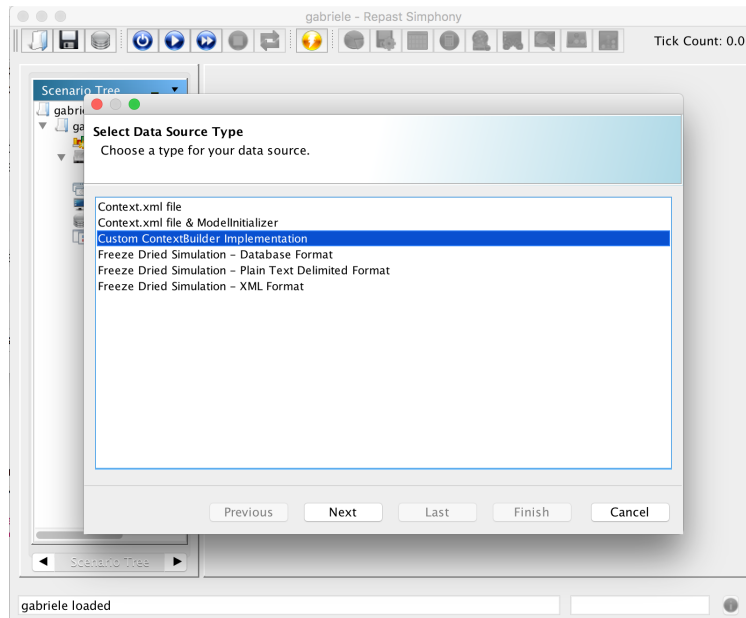 gabriele - Repast Simphony
Tick Count: 0.0
Scenario Tree
gabrie
ga
Select Data Source Type
Choose a type for your data source.
Context.xml file
Context.xml file & ModelInitializer
Custom ContextBuilder Implementation
Freeze Dried Simulation – Database Format
Freeze Dried Simulation – Plain Text Delimited Format
Freeze Dried Simulation – XML Format
Previous Next Last Finish Cancel
Scenario Tree
gabriele loaded